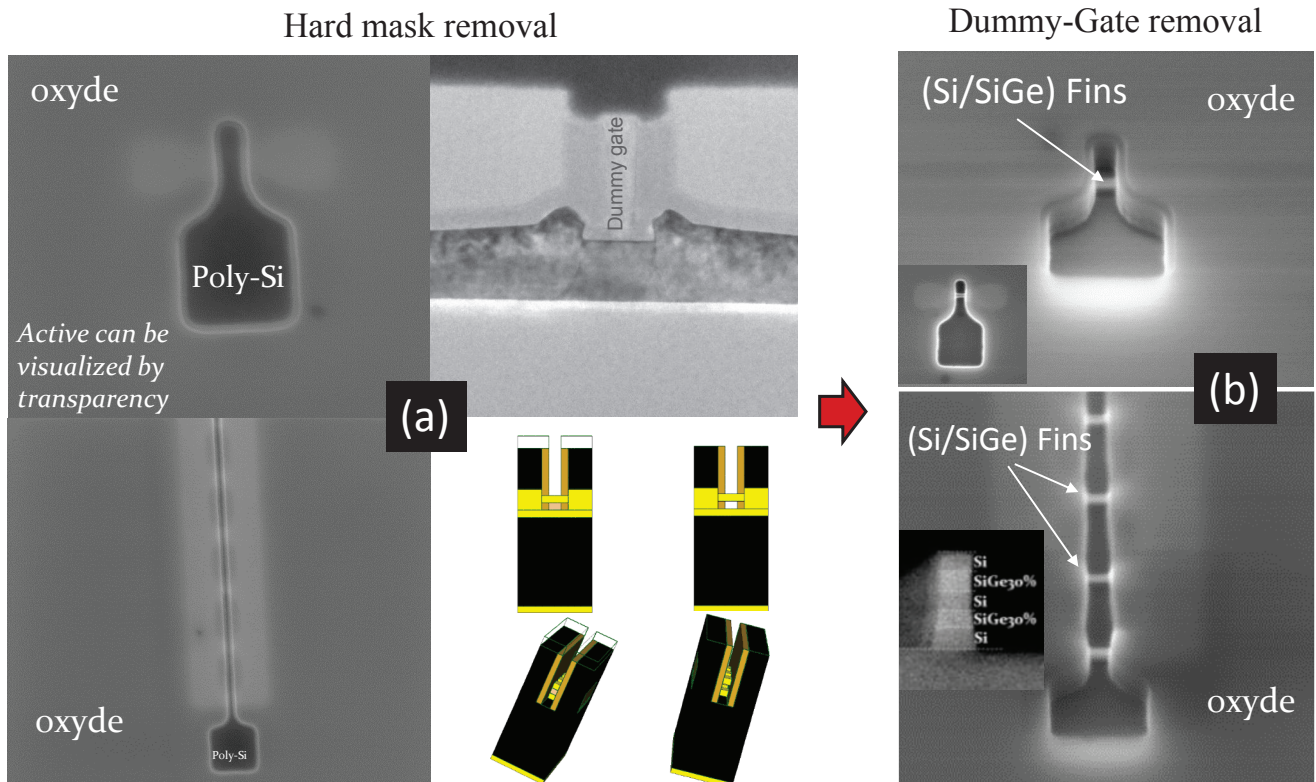 Hard mask removal
Dummy-Gate removal
oxyde
Poly-Si
Active can be
visualized by
transparency
Dummy gate
(a)
oxyde
Poly-Si
(Si/SiGe) Fins
oxyde
(b)
(Si/SiGe) Fins
Si
SiGe30%
Si
SiGe30%
Si
oxyde